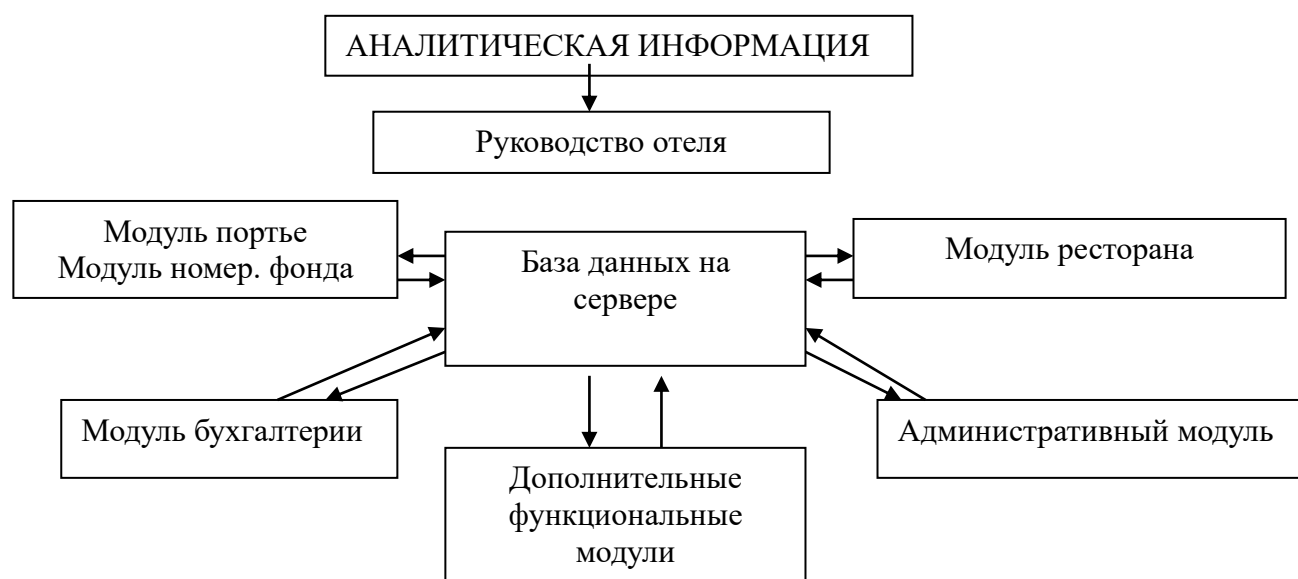 АНАЛИТИЧЕСКАЯ ИНФОРМАЦИЯ
Руководство отеля
Модуль портье
Модуль номер. фонда
База данных на
сервере
Модуль ресторана
Модуль бухгалтерии
Административный модуль
Дополнительные
функциональные
модули